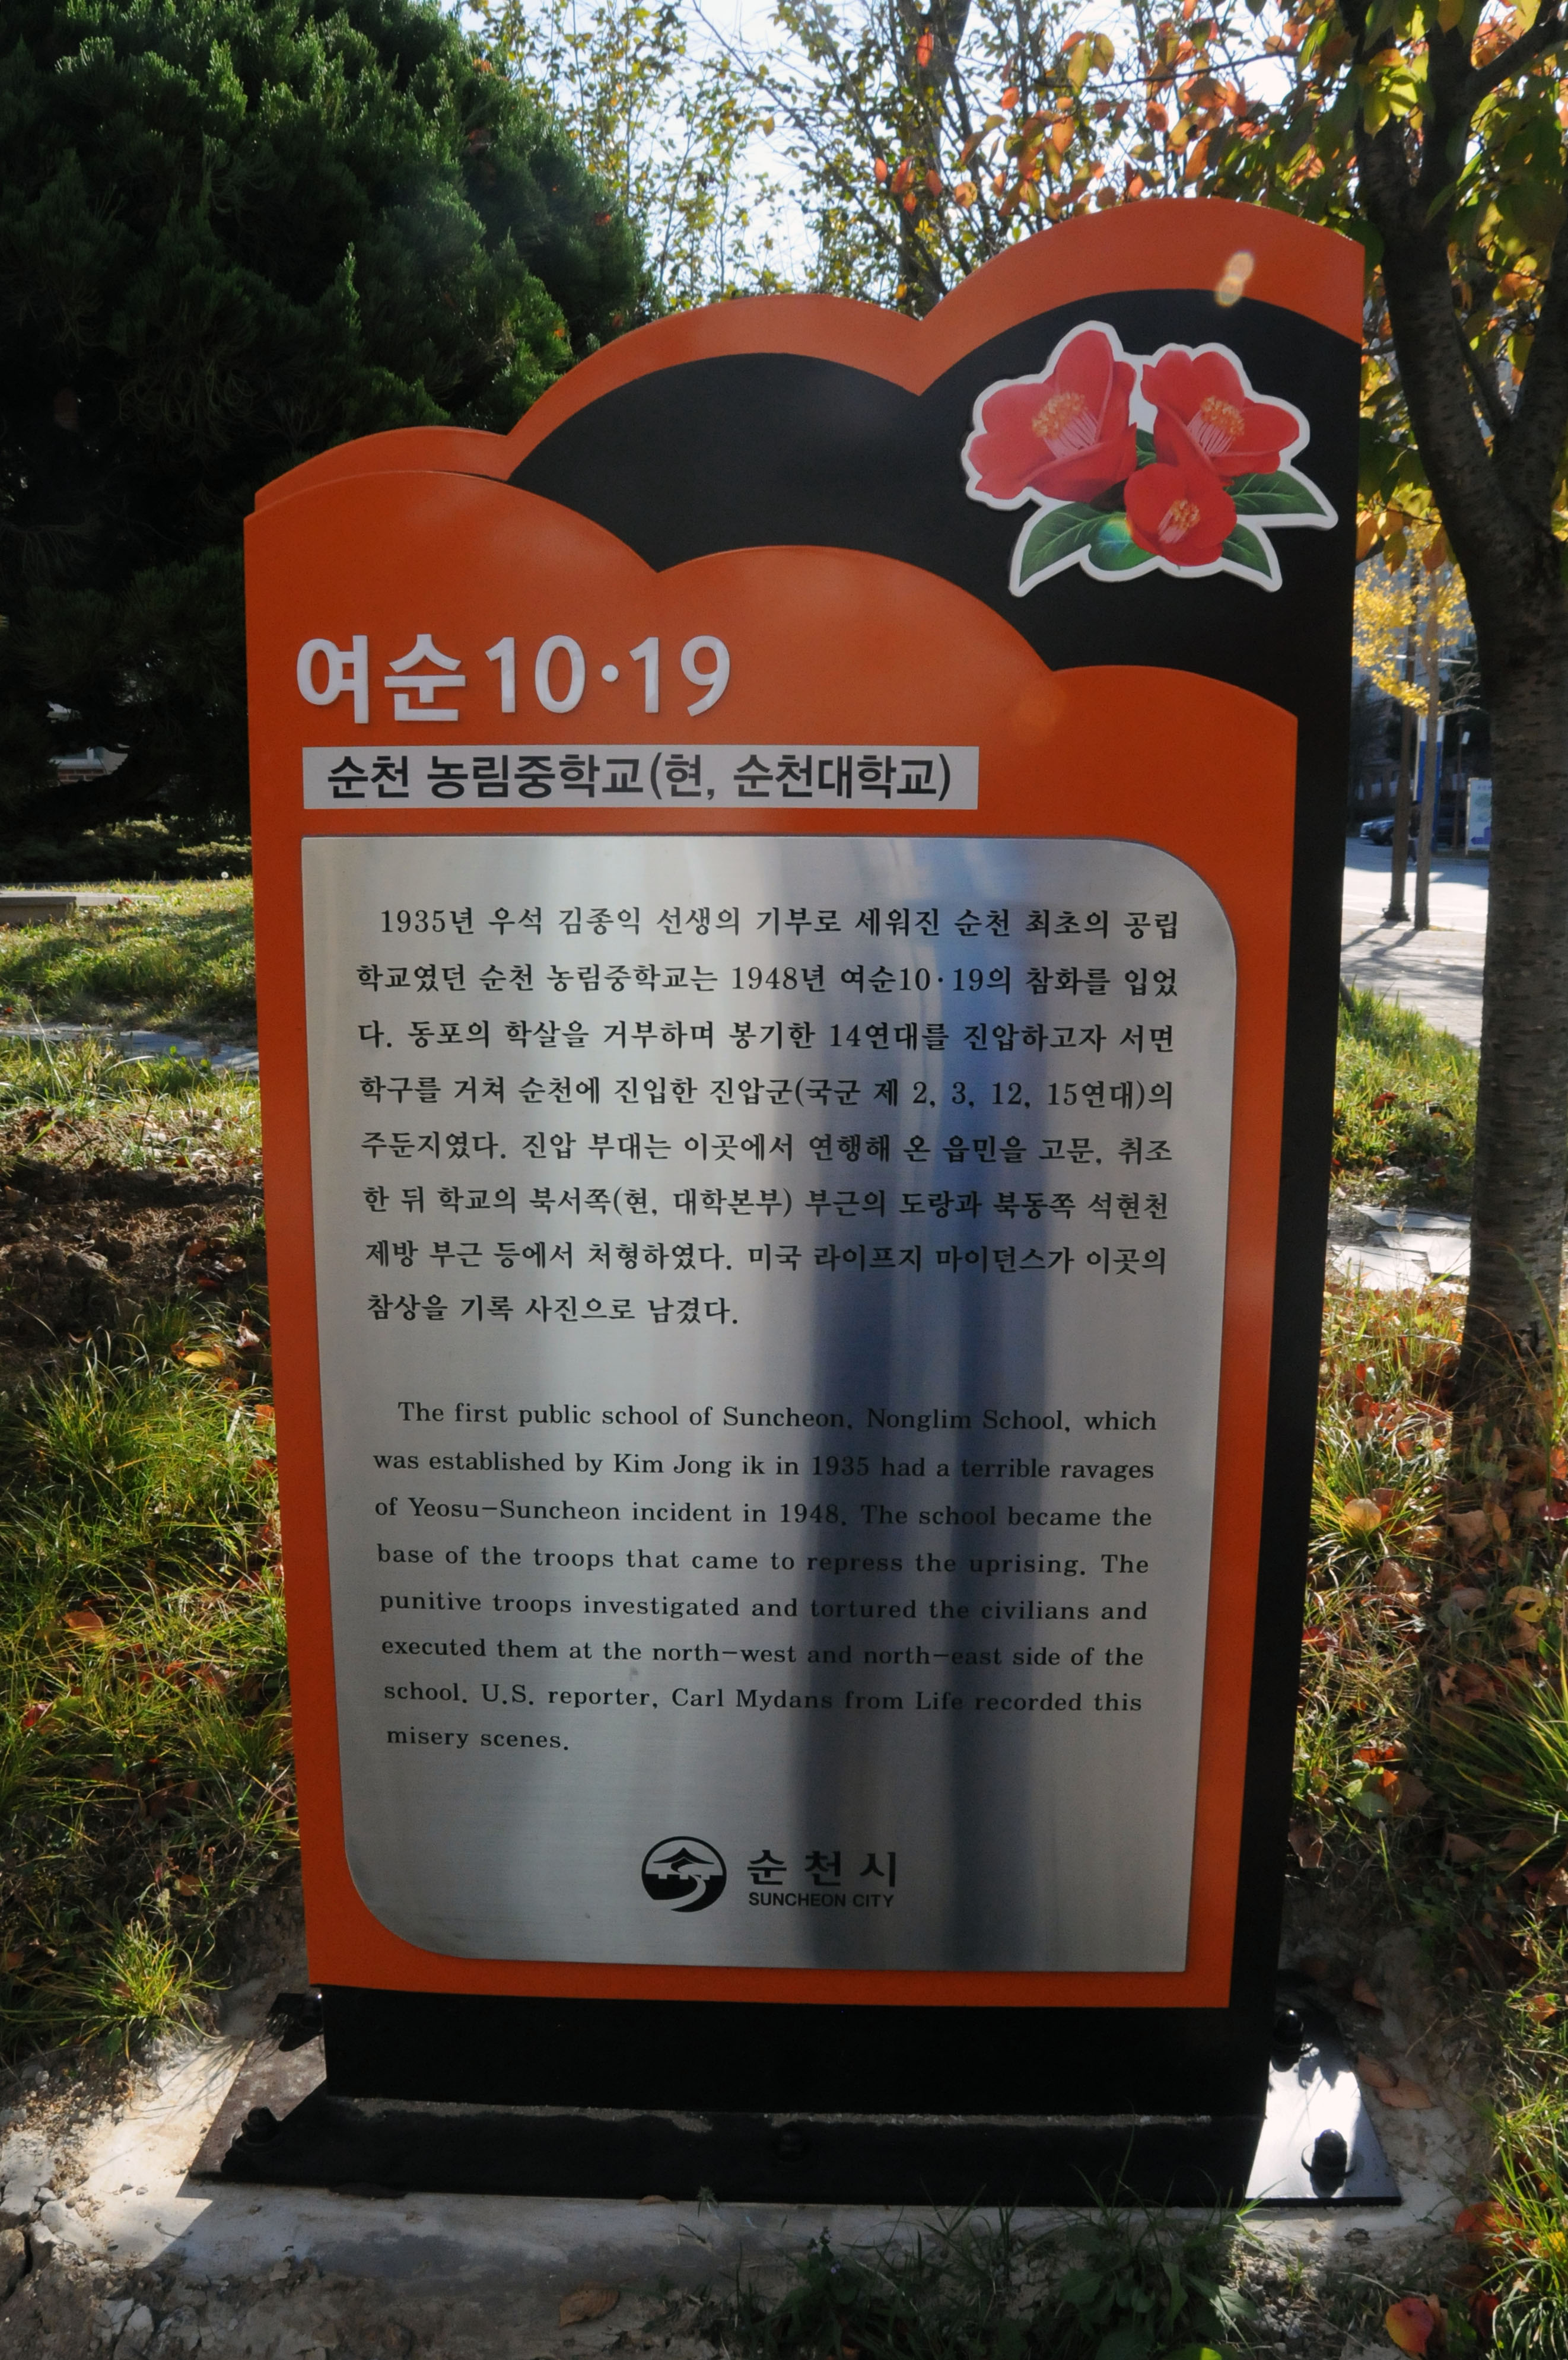 여순10·19
순천 농림중학교(현, 순천대학교)
1935년 우석 김종익 선생의 기부로 세워진 순천 최초의 공립
학교였던 순천 농림중학교는 1948년 여순10·19의 참화를 입었
다. 동포의 학살을 거부하며 봉기한 14연대를 진압하고자 서면
학구를 거쳐 순천에 진입한 진압군(국군 제 2, 3, 12, 15연대)의
주둔지였다. 진압 부대는 이곳에서 연행해 온 읍민을 고문, 취조
한 뒤 학교의 북서쪽(현, 대학본부) 부근의 도랑과 북동쪽 석현천
제방 부근 등에서 처형하였다. 미국 라이프지 마이던스가 이곳의
참상을 기록 사진으로 남겼다.
The first public school of Suncheon, Nonglim School, which
was established by Kim Jong ik in 1935 had a terrible ravages
of Yeosu-Suncheon incident in 1948. The school became the
base of the troops that came to repress the uprising. The
punitive troops investigated and tortured the civilians and
executed them at the north-west and north-east side of the
school. U.S. reporter, Carl Mydans from Life recorded this
misery scenes.
순천시
SUNCHEON CITY